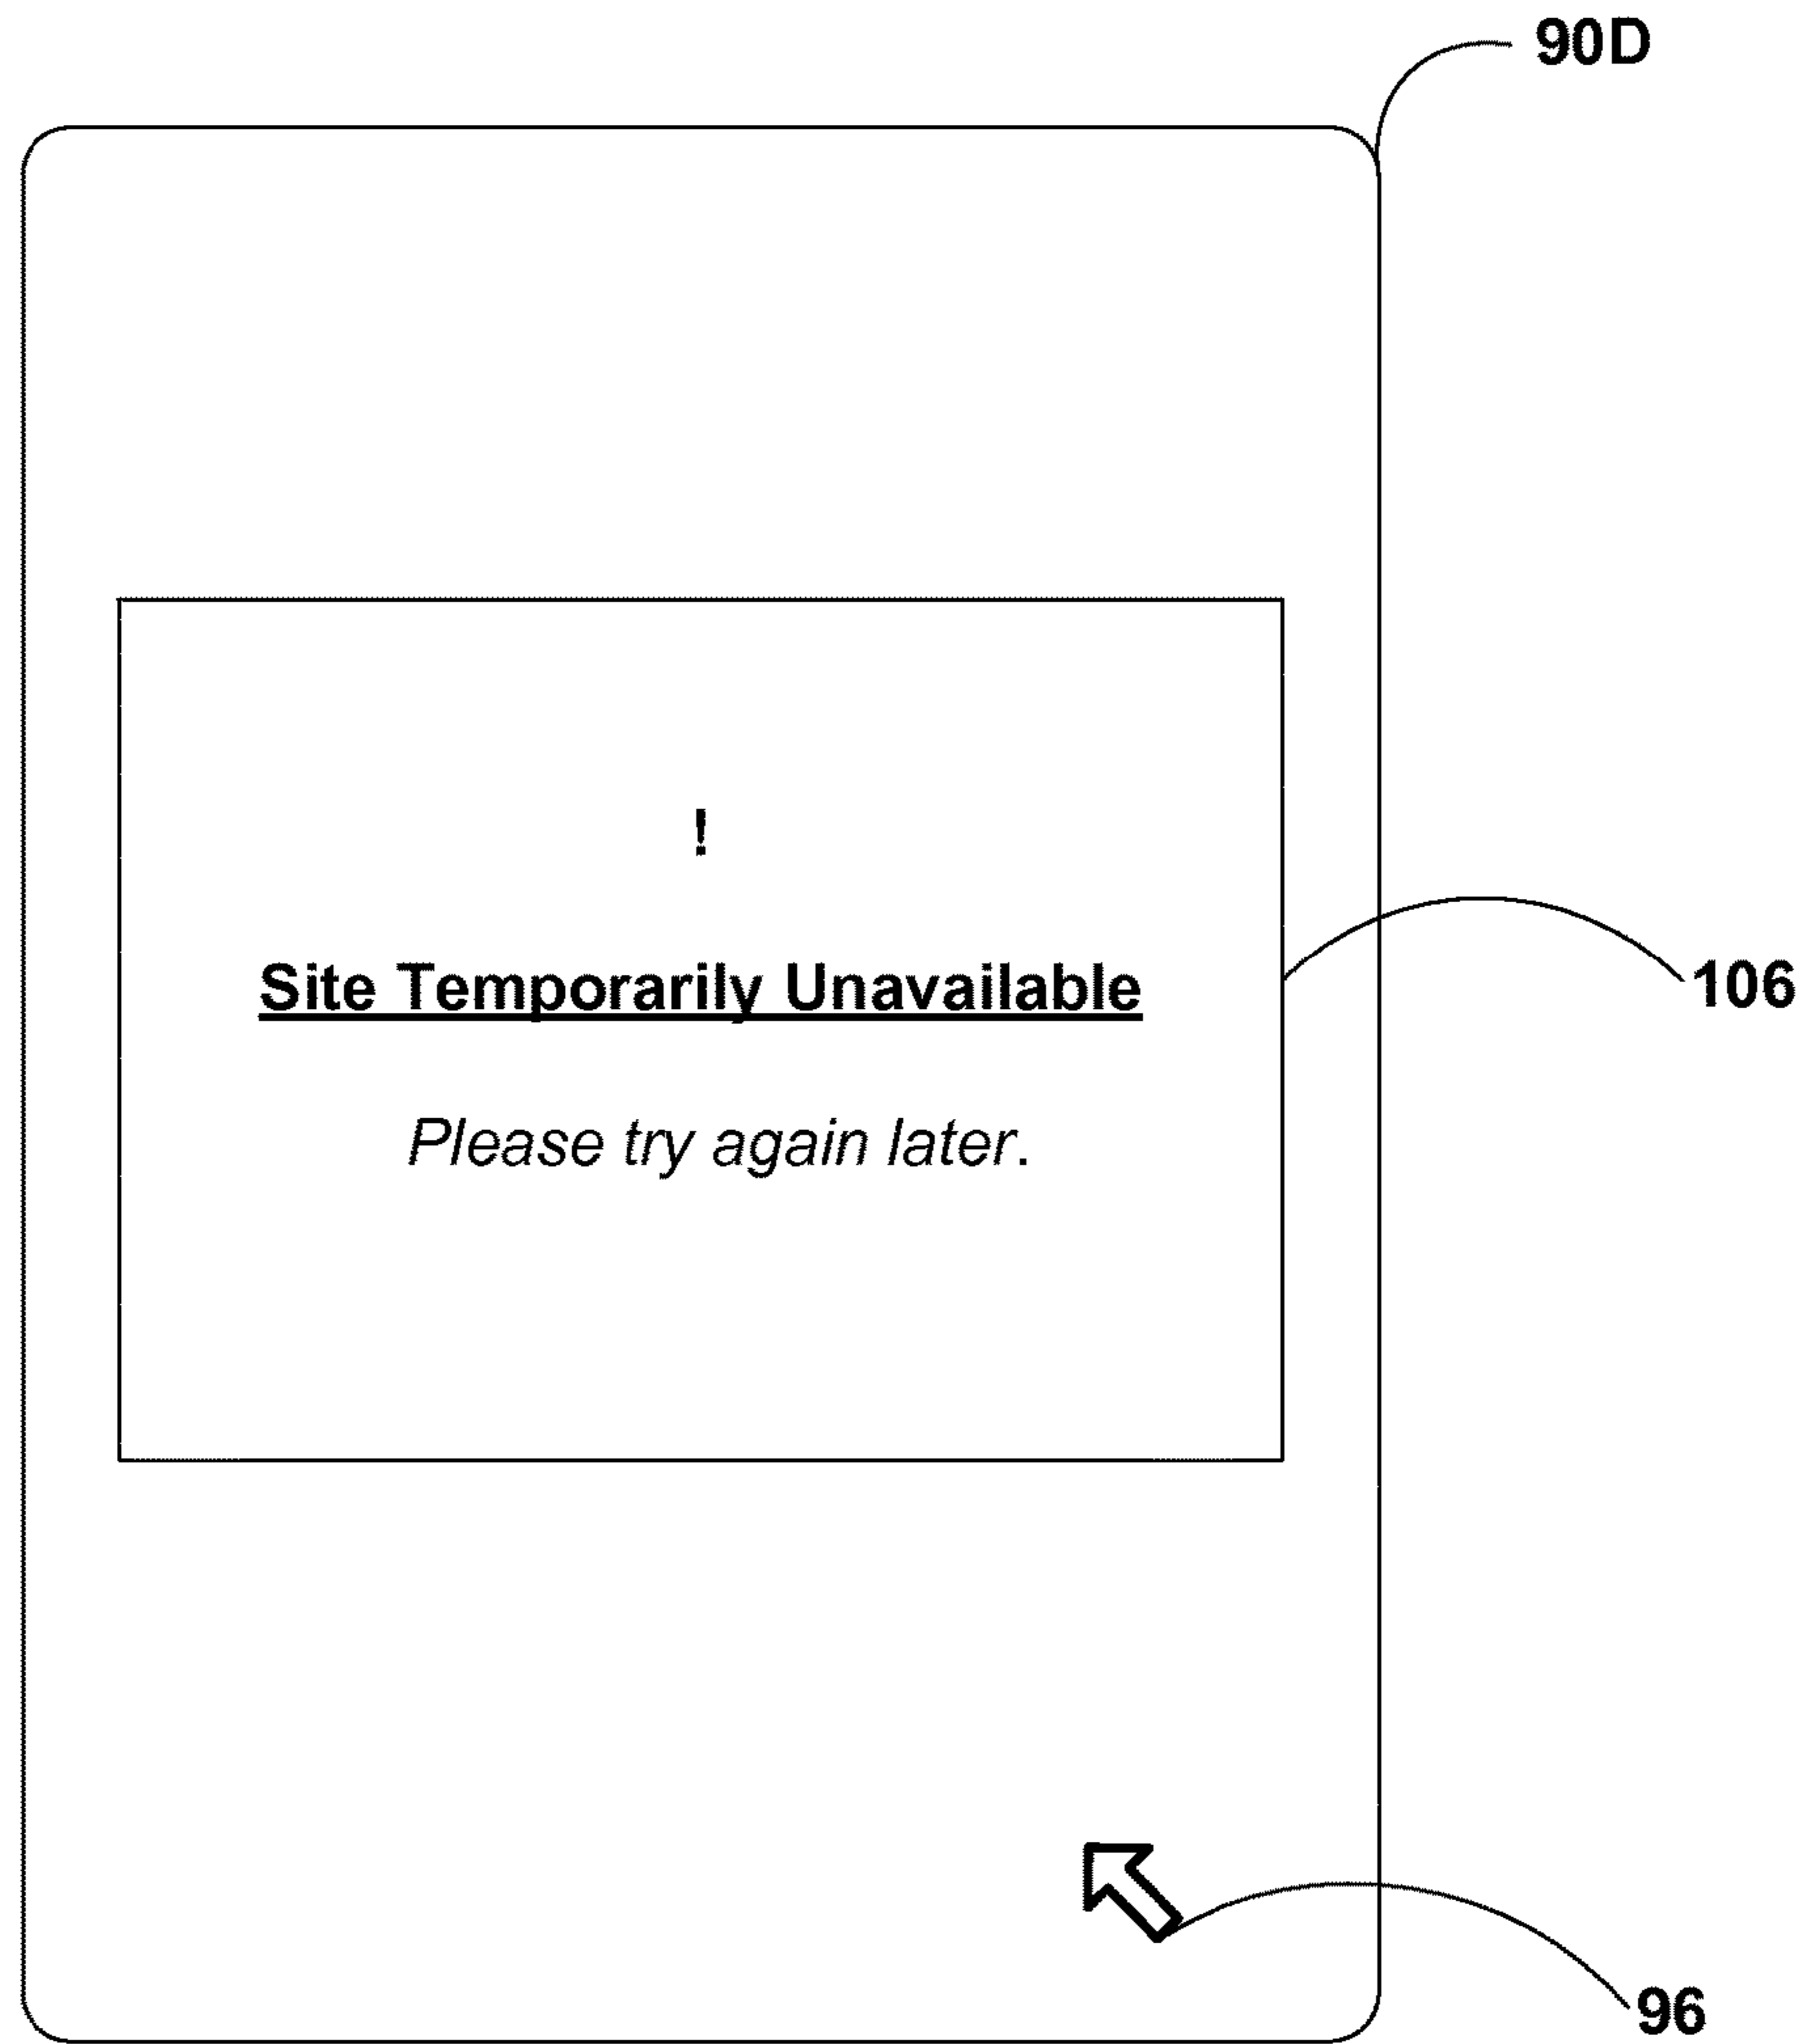 90D
!
Site Temporarily Unavailable
106
Please try again later.
96